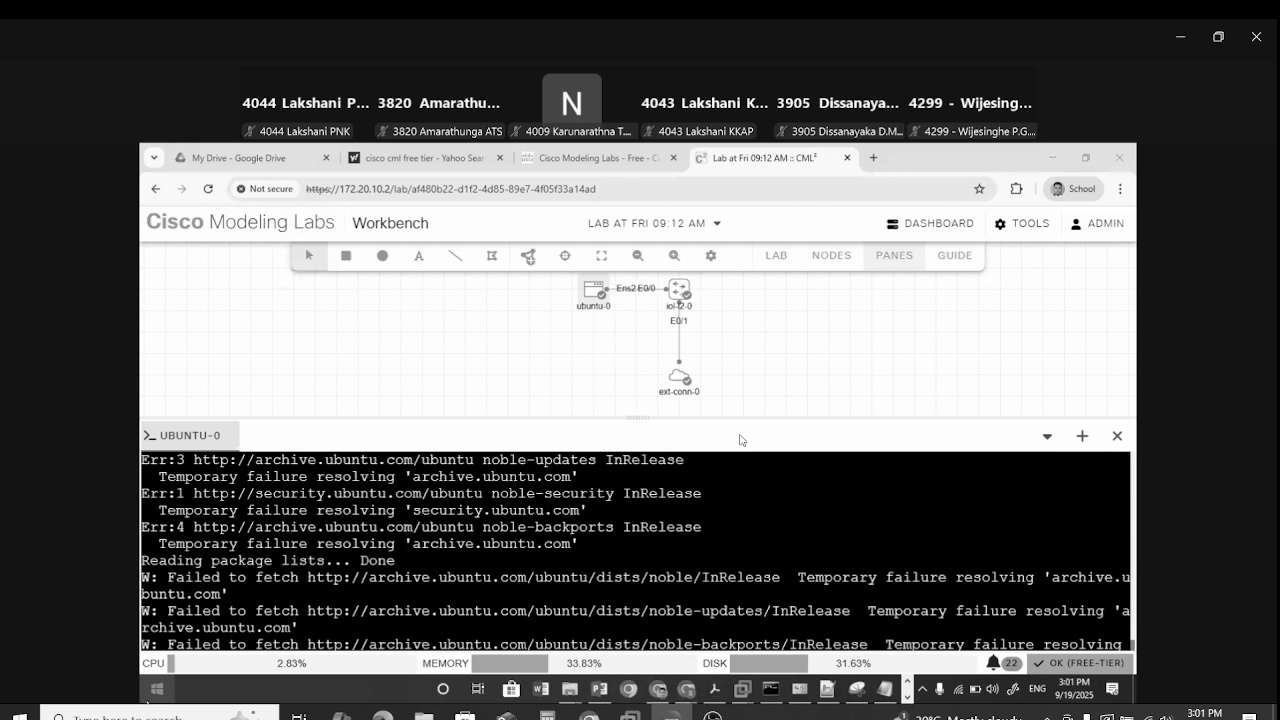 4044 Lakshani P... 3820 Amarathu... N 4043 Lakshani K... 3905 Dissanaya... 4299 - Wijesing...
4044 Lakshani PNK 3820 Amarathunga ATS 4009 Karunarathna T... 4043 Lakshani KKAP 3905 Dissanayaka D.M... 4299 - Wijesinghe P.G....
My Drive - Google Drive cisco cml free tier - Yahoo Sear Cisco Modeling Labs - Free - Ci Lab at Fri 09:12 AM :: CML²
Not secure https://172.20.10.2/lab/af480b22-d1f2-4d85-89e7-4f05f33a14ad School
Cisco Modeling Labs Workbench LAB AT FRI 09:12 AM DASHBOARD TOOLS ADMIN
A LAB NODES PANES GUIDE
Ens2 E0/0
ubuntu-0 iol-l2-0
E0/1
ext-conn-0
UBUNTU-0
Err:3 http://archive.ubuntu.com/ubuntu noble-updates InRelease
Temporary failure resolving 'archive.ubuntu.com'
Err:1 http://security.ubuntu.com/ubuntu noble-security InRelease
Temporary failure resolving 'security.ubuntu.com'
Err:4 http://archive.ubuntu.com/ubuntu noble-backports InRelease
Temporary failure resolving 'archive.ubuntu.com'
Reading package lists... Done
W: Failed to fetch http://archive.ubuntu.com/ubuntu/dists/noble/InRelease Temporary failure resolving 'archive.u
buntu.com'
W: Failed to fetch http://archive.ubuntu.com/ubuntu/dists/noble-updates/InRelease Temporary failure resolving 'a
rchive.ubuntu.com'
W: Failed to fetch http://archive.ubuntu.com/ubuntu/dists/noble-backports/InRelease Temporary failure resolving
CPU 2.83% MEMORY 33.83% DISK 31.63% 22 OK (FREE-TIER)
ENG 3:01 PM
9/19/2025
Type here to search Mostly cloudy 3:01 PM